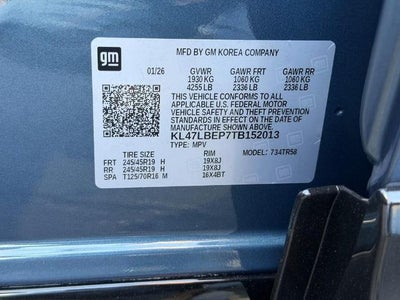 gm
MFD BY GM KOREA COMPANY
01/26 GVWR GAWR FRT GAWR RR
1930 KG 1060 KG 1060 KG
4255 LB 2336 LB 2336 LB
THIS VEHICLE CONFORMS TO ALL
APPLICABLE U.S. FEDERAL MOTOR
VEHICLE SAFETY AND THEFT PREVENTION
STANDARDS IN EFFECT ON THE DATE OF
MANUFACTURE SHOWN ABOVE.
KL47LBEP7TB152013
TYPE: MPV MODEL: 734TR58
TIRE SIZE RIM
FRT 245/45R19 H 19X8J
RR 245/45R19 H 19X8J
SPA T125/70R16 M 16X4BT